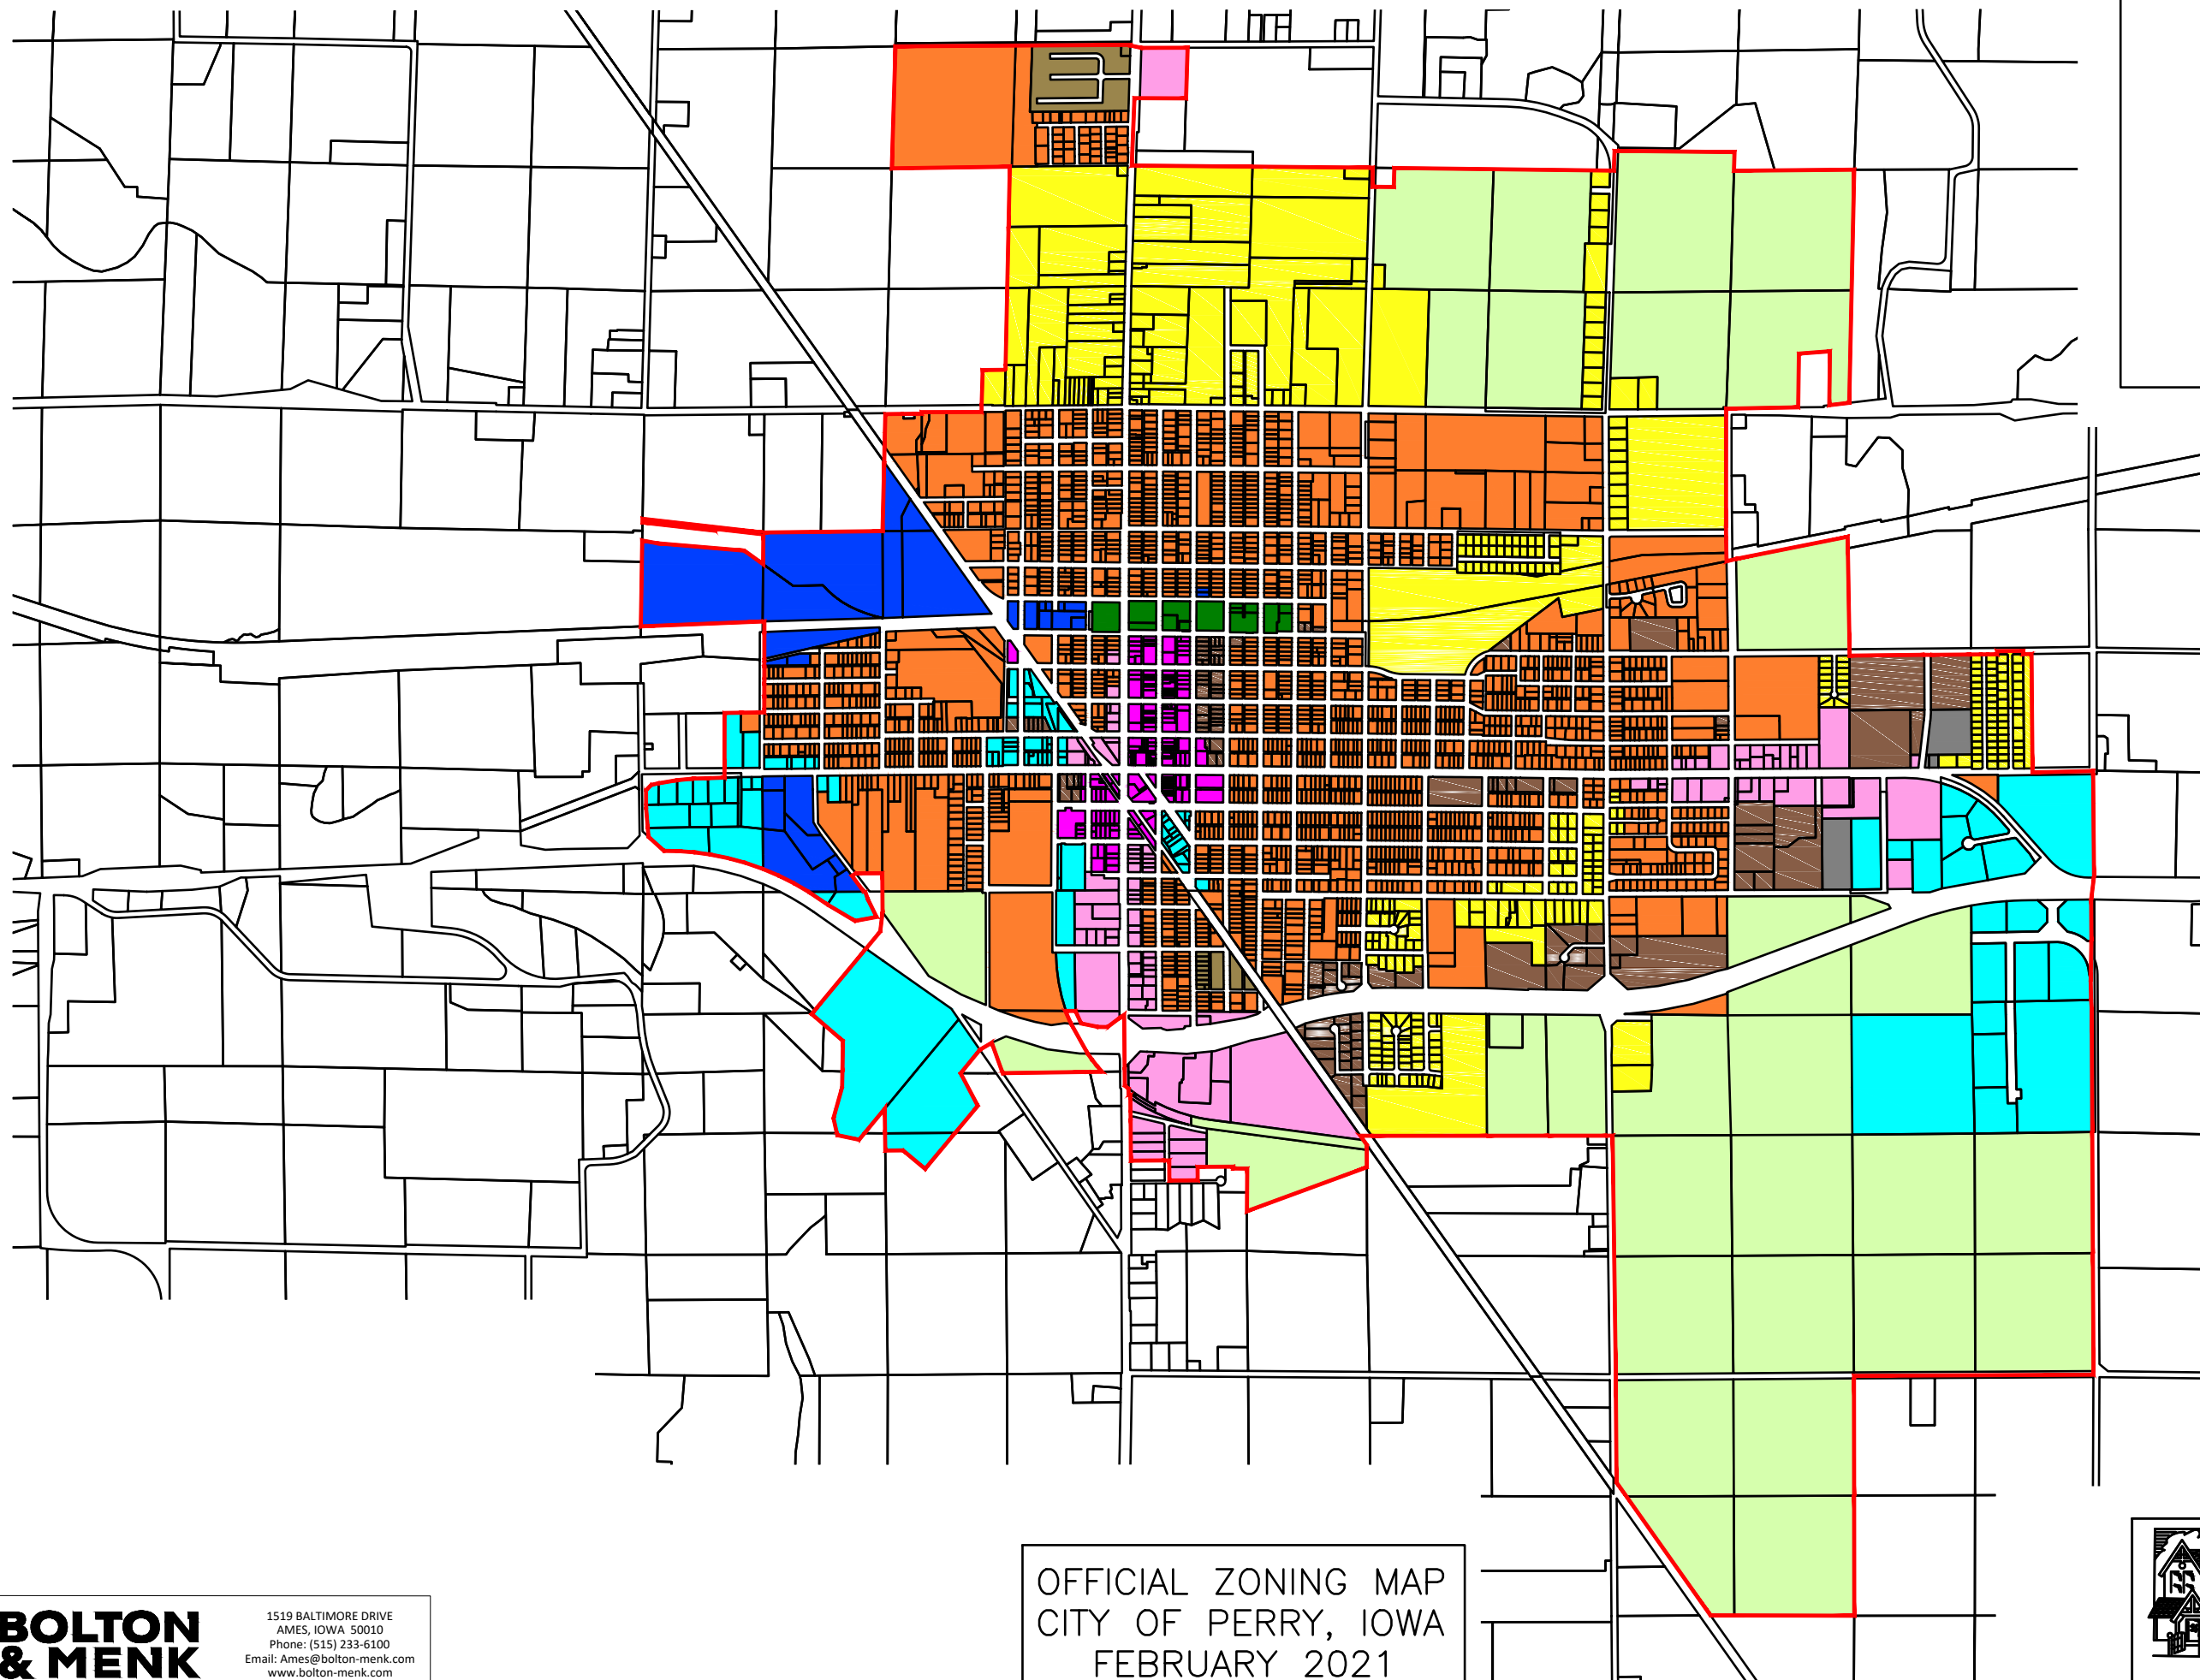 BOLTON
& MENK
1519 BALTIMORE DRIVE
AMES, IOWA 50010
Phone: (515) 233-6100
Email: Ames@bolton-menk.com
www.bolton-menk.com
OFFICIAL ZONING MAP
CITY OF PERRY, IOWA
FEBRUARY 2021